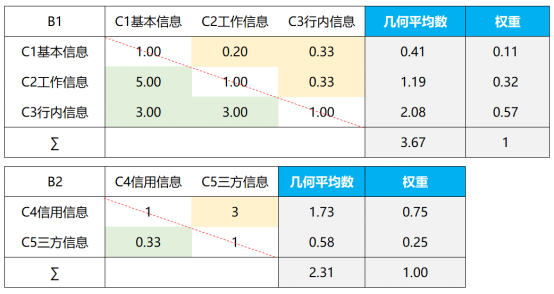 B1 C1基本信息 C2工作信息 C3行内信息 几何平均数 权重
C1基本信息 1.00 0.20 0.33 0.41 0.11
C2工作信息 5.00 1.00 0.33 1.19 0.32
C3行内信息 3.00 3.00 1.00 2.08 0.57
∑ 3.67 1
B2 C4信用信息 C5三方信息 几何平均数 权重
C4信用信息 1 3 1.73 0.75
C5三方信息 0.33 1 0.58 0.25
∑ 2.31 1.00